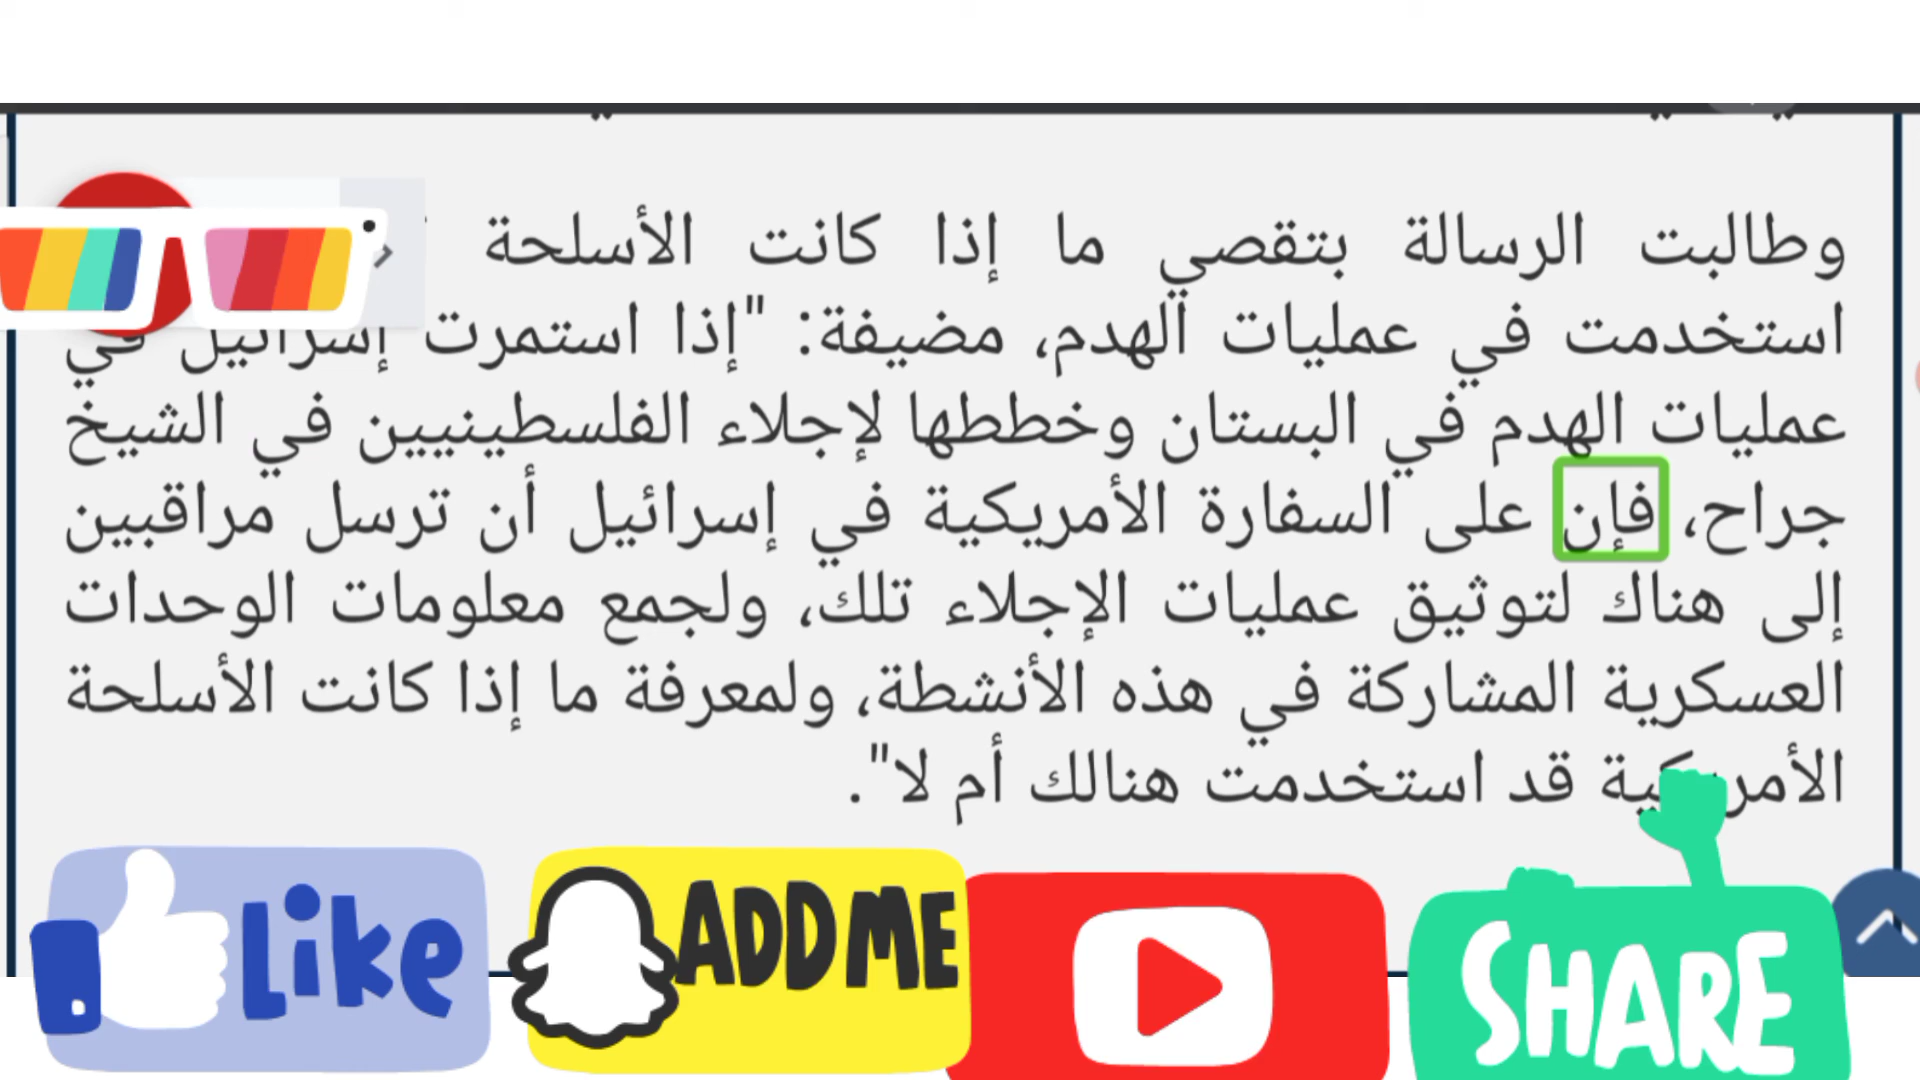 وطالبت الرسالة بتقصي ما إذا كانت الأسلحة
استخدمت في عمليات الهدم، مضيفة: "إذا استمرت إسرائيل في
عمليات الهدم في البستان وخططها لإجلاء الفلسطينيين في الشيخ
جراح، فإن على السفارة الأمريكية في إسرائيل أن ترسل مراقبين
إلى هناك لتوثيق عمليات الإجلاء تلك، ولجمع معلومات الوحدات
العسكرية المشاركة في هذه الأنشطة، ولمعرفة ما إذا كانت الأسلحة
الأمريكية قد استخدمت هنالك أم لا".
Like
ADD ME
SHARE